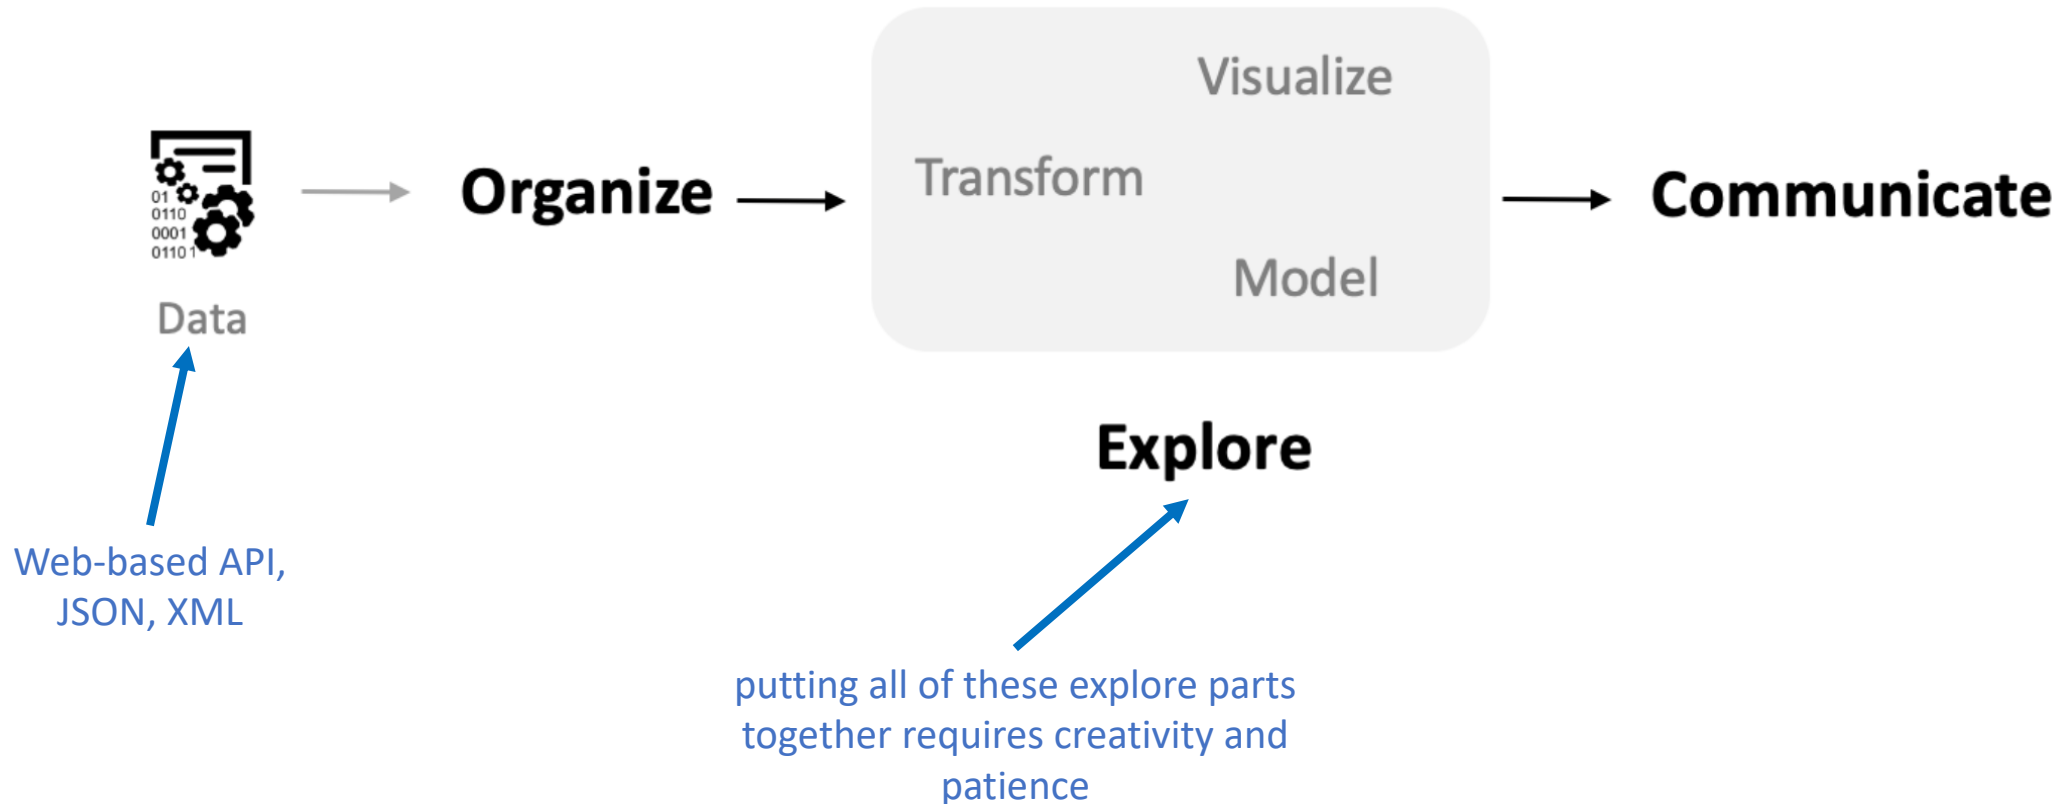 Visualize
Transform
Model
01
0110
0001
0110 1
Data
Organize
Communicate
Explore
Web-based API,
JSON, XML
putting all of these explore parts
together requires creativity and
patience